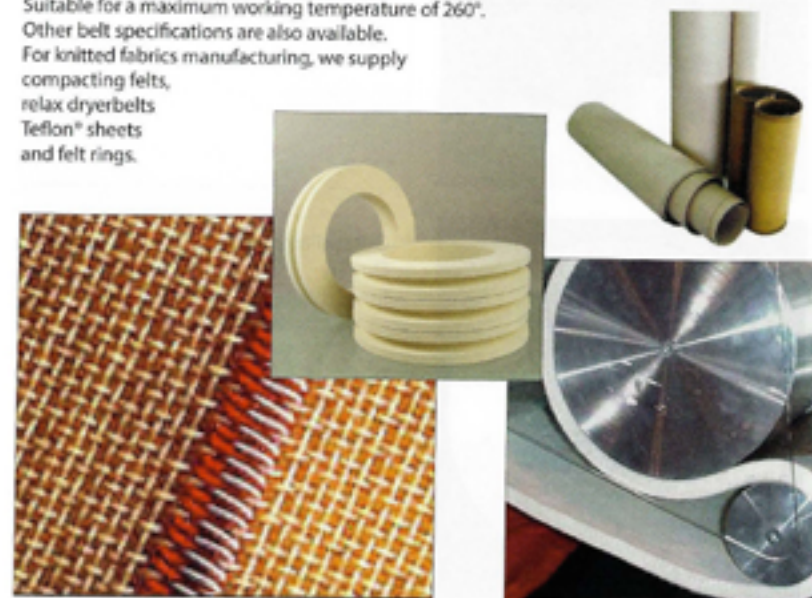 Suitable for a maximum working temperature of 260°.
Other belt specifications are also available.
For knitted fabrics manufacturing, we supply
compacting felts,
relax dryerbelts
Teflon® sheets
and felt rings.